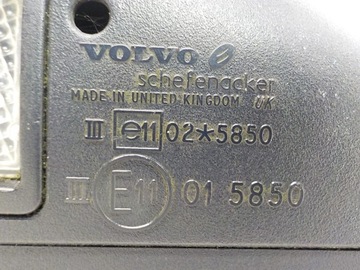 VOLVO e
schefenacker
MADE IN UNITED KINGDOM UK
III e11 02*5850
III E11 01 5850